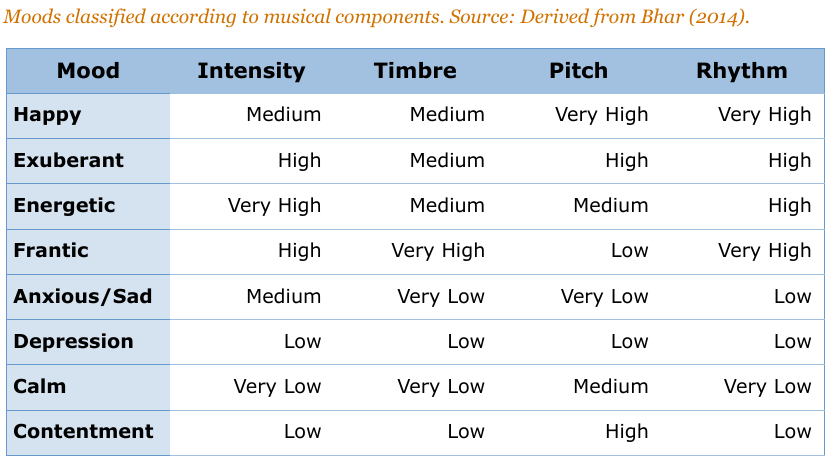 Moods classified according to musical components. Source: Derived from Bhar (2014).
Mood Intensity Timbre Pitch Rhythm
Happy Medium Medium Very High Very High
Exuberant High Medium High High
Energetic Very High Medium Medium High
Frantic High Very High Low Very High
Anxious/Sad Medium Very Low Very Low Low
Depression Low Low Low Low
Calm Very Low Very Low Medium Very Low
Contentment Low Low High Low